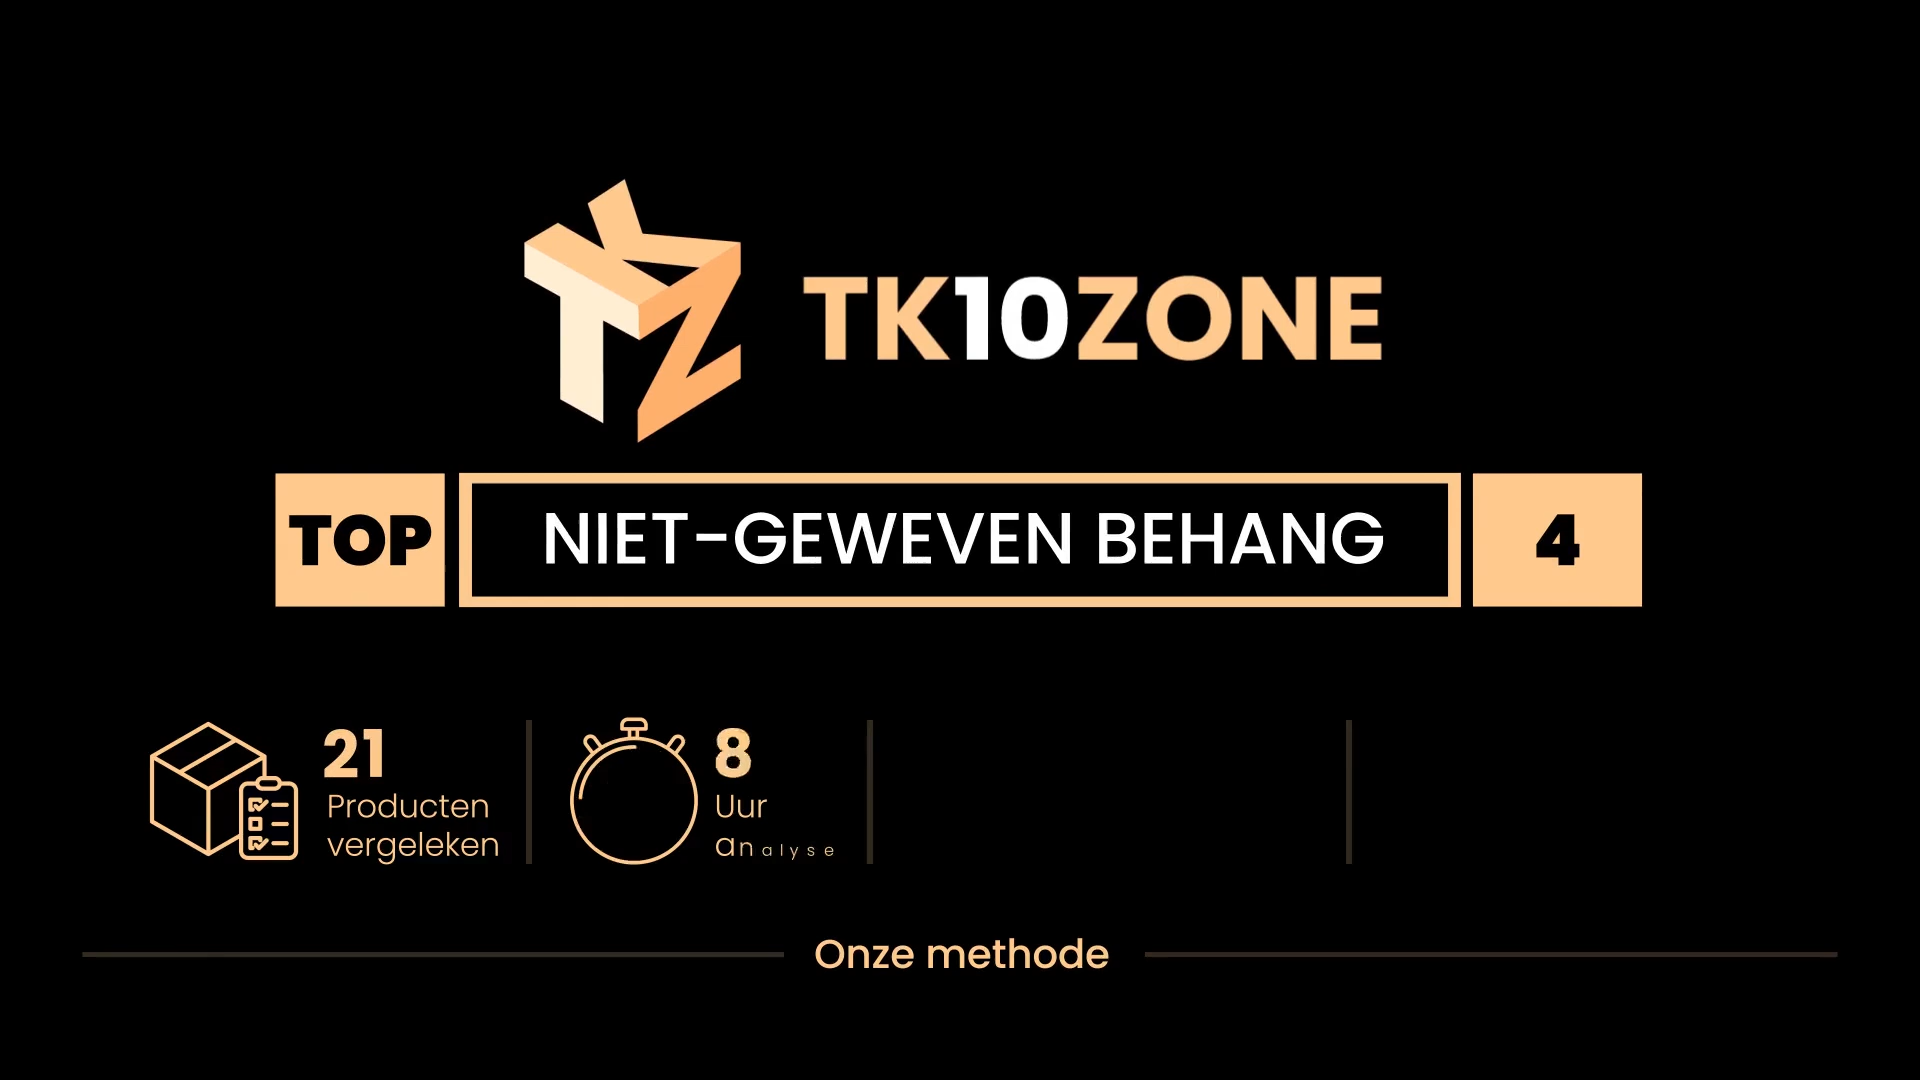 TK10ZONE
TOP NIET-GEWEVEN BEHANG 4
21
Producten
vergeleken
8
Uur
analyse
Onze methode